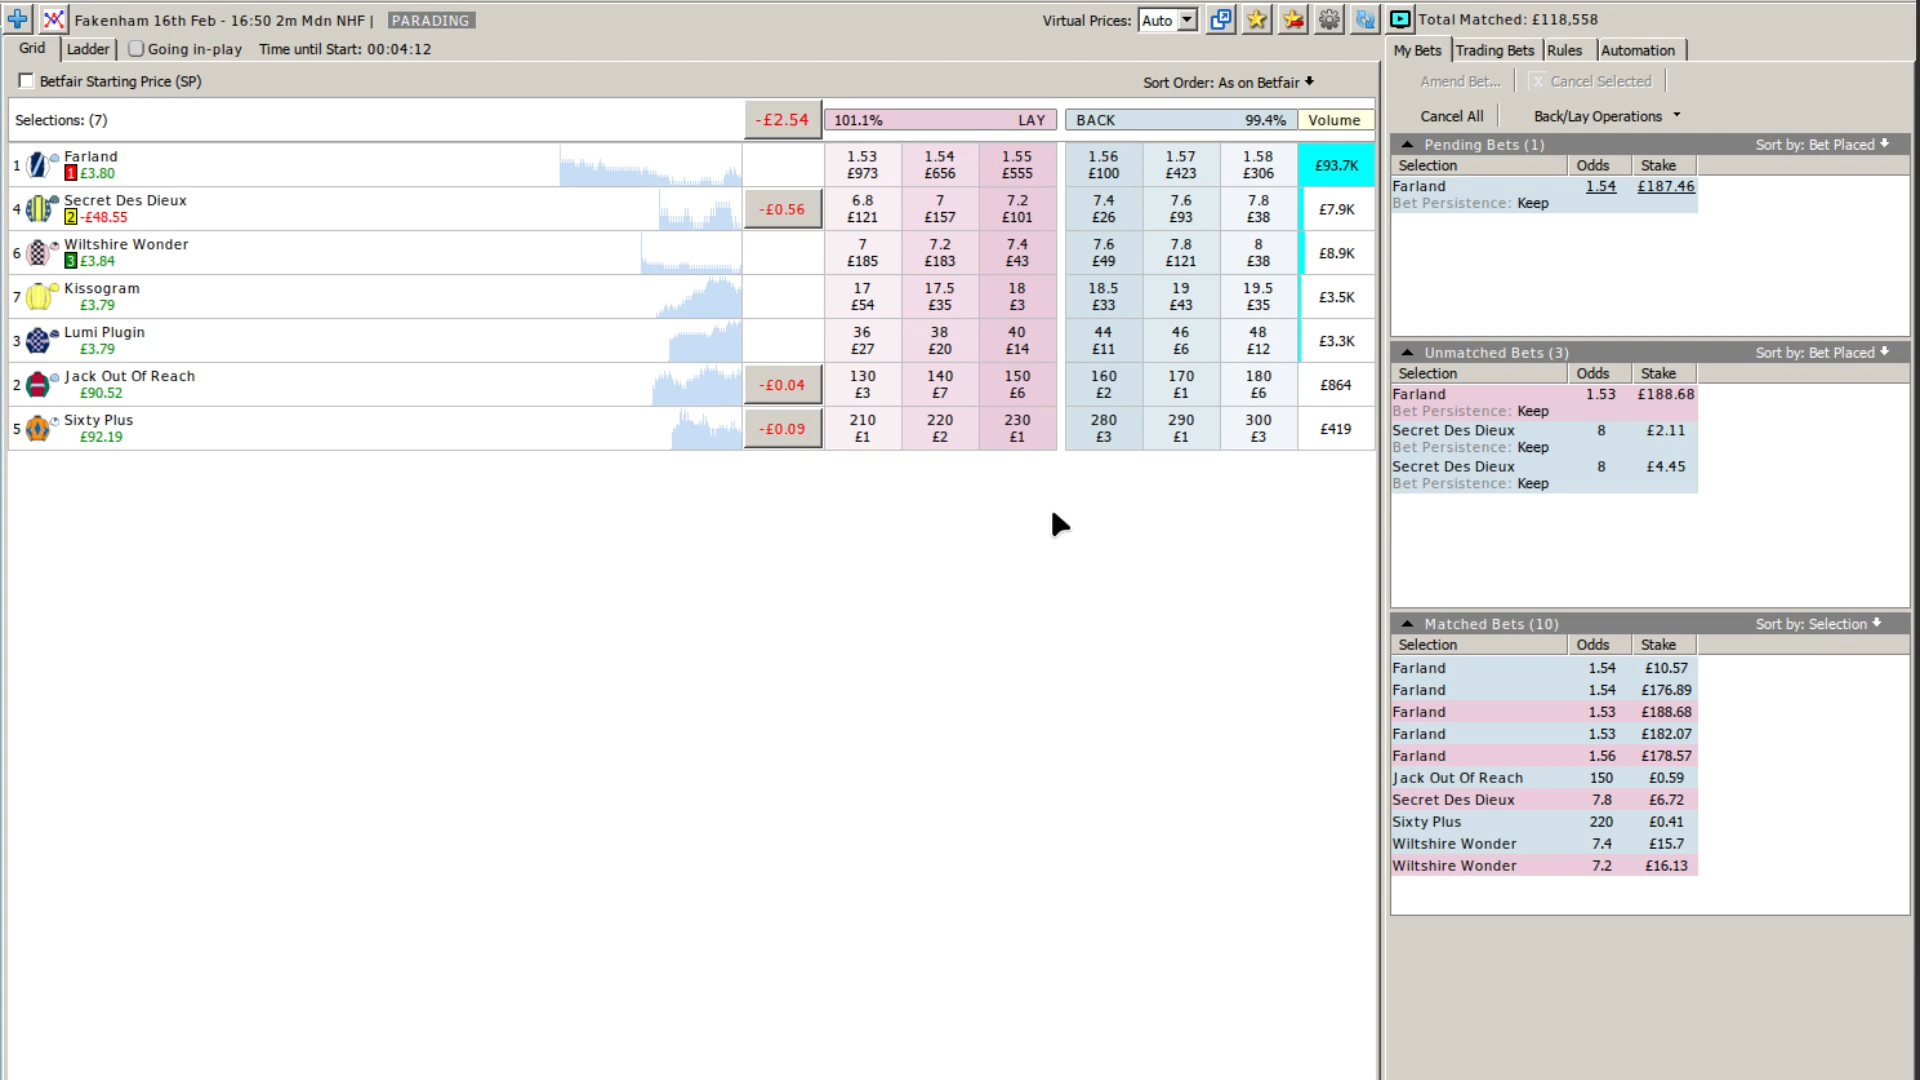 Fakenham 16th Feb - 16:50 2m Mdn NHF | PARADING Virtual Prices: Auto Total Matched: £118,558
Grid Ladder Going in-play Time until Start: 00:04:12
My Bets Trading Bets Rules Automation
Betfair Starting Price (SP) Sort Order: As on Betfair
Amend Bet... X Cancel Selected
Cancel All Back/Lay Operations
Selections: (7) -£2.54 101.1% LAY BACK 99.4% Volume
1 Farland 1.53 1.54 1.55 1.56 1.57 1.58 £93.7K
1 £3.80 £973 £656 £555 £100 £423 £306
4 Secret Des Dieux -£0.56 6.8 7 7.2 7.4 7.6 7.8 £7.9K
2 -£48.55 £121 £157 £101 £26 £93 £38
6 Wiltshire Wonder 7 7.2 7.4 7.6 7.8 8 £8.9K
3 £3.84 £185 £183 £43 £49 £121 £38
7 Kissogram 17 17.5 18 18.5 19 19.5 £3.5K
£3.79 £54 £35 £3 £33 £43 £35
3 Lumi Plugin 36 38 40 44 46 48 £3.3K
£3.79 £27 £20 £14 £11 £6 £12
2 Jack Out Of Reach -£0.04 130 140 150 160 170 180 £864
£90.52 £3 £7 £6 £2 £1 £6
5 Sixty Plus -£0.09 210 220 230 280 290 300 £419
£92.19 £1 £2 £1 £3 £1 £3
Pending Bets (1) Sort by: Bet Placed
Selection Odds Stake
Farland 1.54 £187.46
Bet Persistence: Keep
Unmatched Bets (3) Sort by: Bet Placed
Selection Odds Stake
Farland 1.53 £188.68
Bet Persistence: Keep
Secret Des Dieux 8 £2.11
Bet Persistence: Keep
Secret Des Dieux 8 £4.45
Bet Persistence: Keep
Matched Bets (10) Sort by: Selection
Selection Odds Stake
Farland 1.54 £10.57
Farland 1.54 £176.89
Farland 1.53 £188.68
Farland 1.53 £182.07
Farland 1.56 £178.57
Jack Out Of Reach 150 £0.59
Secret Des Dieux 7.8 £6.72
Sixty Plus 220 £0.41
Wiltshire Wonder 7.4 £15.7
Wiltshire Wonder 7.2 £16.13